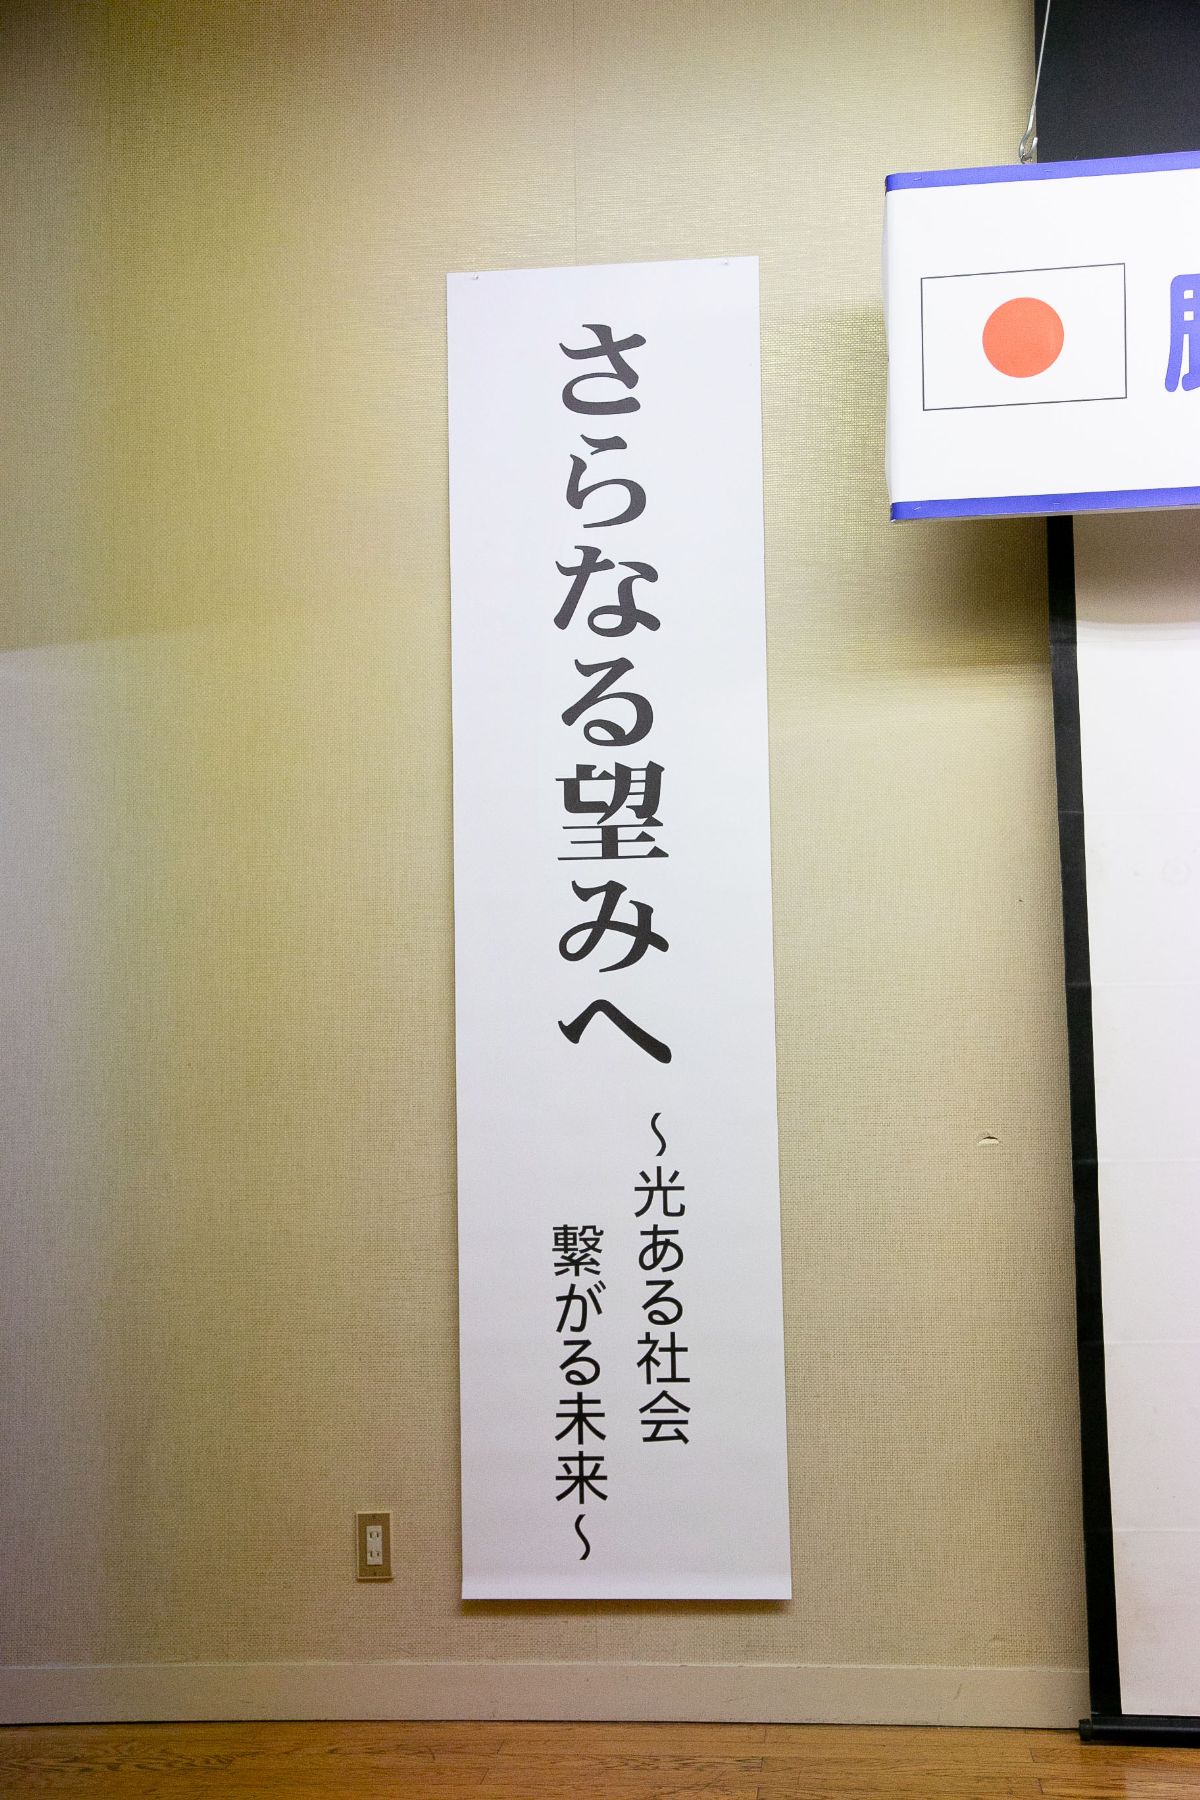 さらなる望みへ
～光ある社会
繋がる未来～